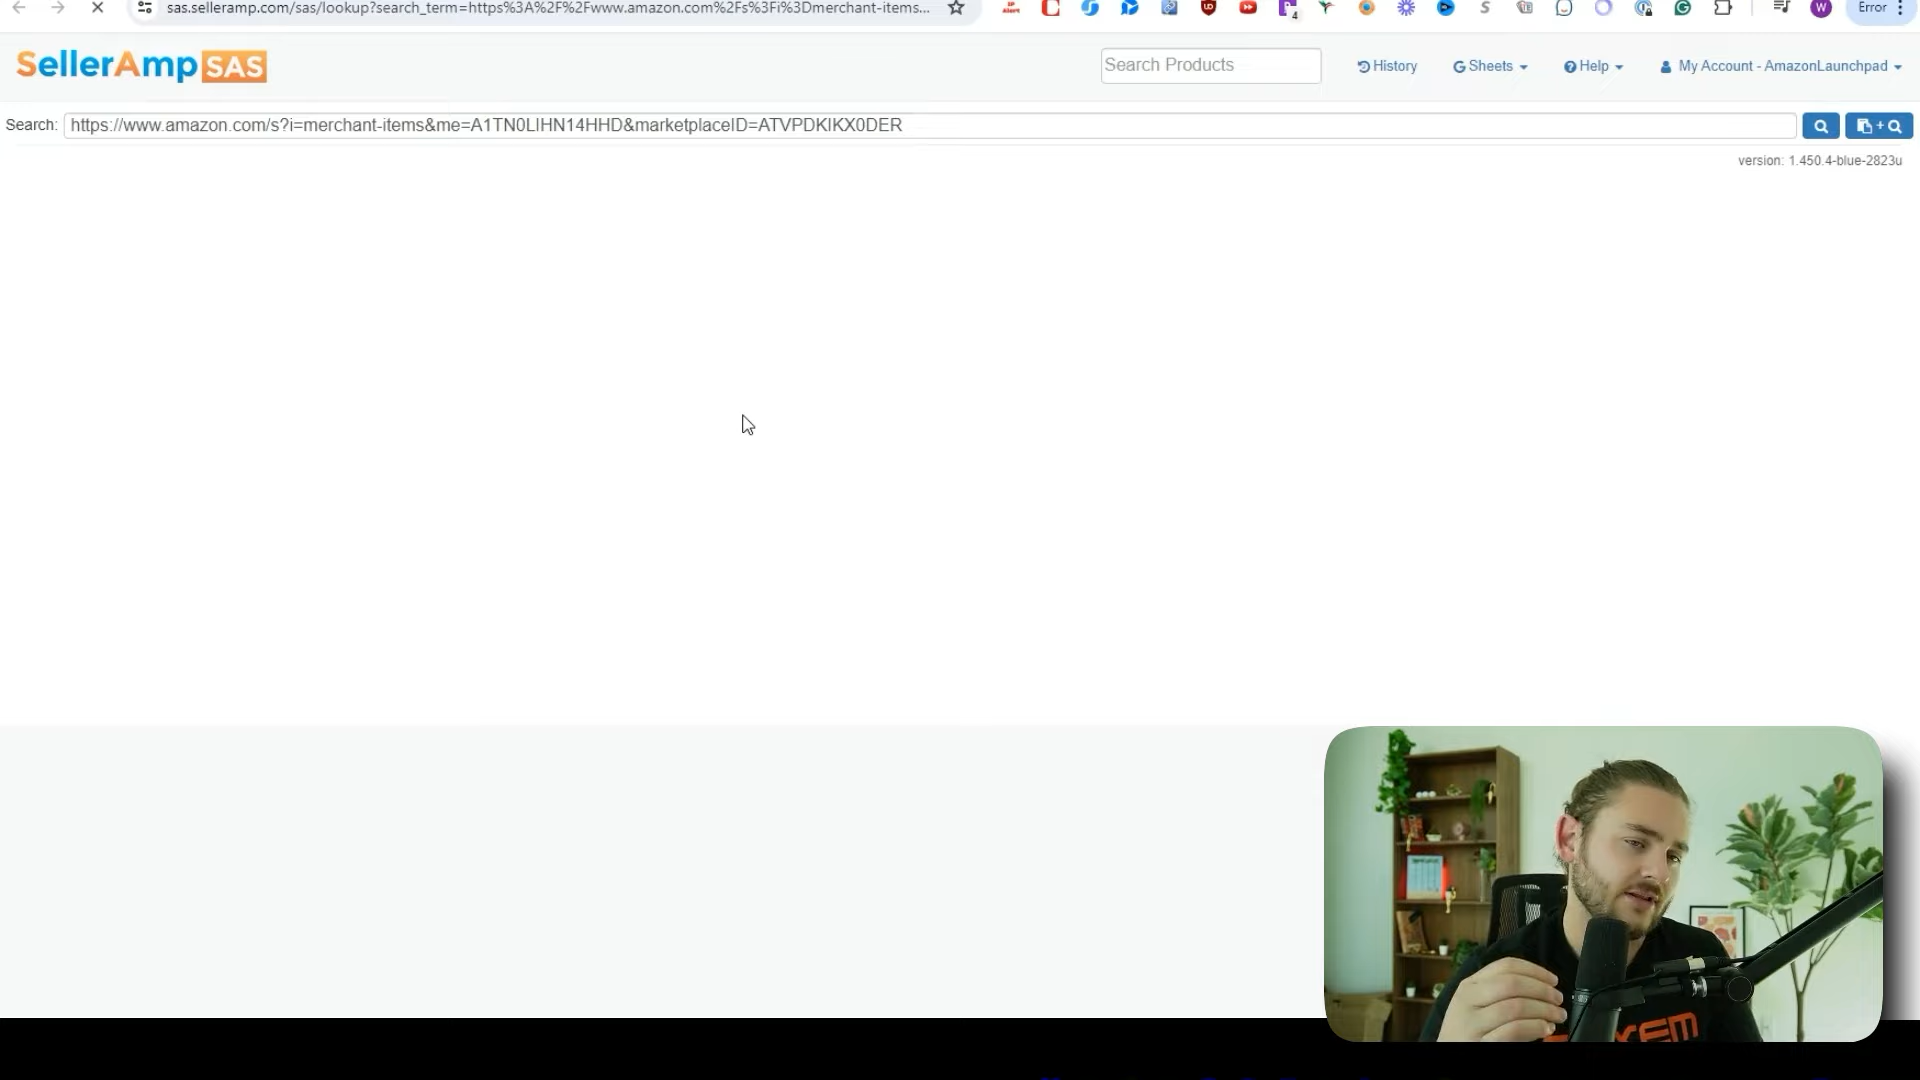 sas.selleramp.com/sas/lookup?search_term=https%3A%2F%2Fwww.amazon.com%2Fs%3Fi%3Dmerchant-items...
4
W
Error
SellerAmp SAS
Search Products
History
Sheets
Help
My Account - AmazonLaunchpad
Search:
https://www.amazon.com/s?i=merchant-items&me=A1TN0LIHN14HHD&marketplaceID=ATVPDKIKX0DER
+
version: 1.450.4-blue-2823u